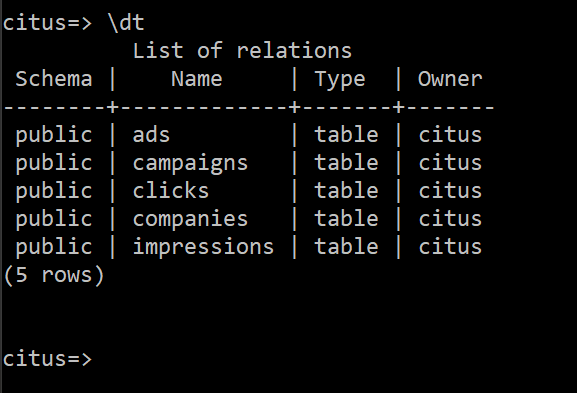 citus=> \dt
           List of relations
 Schema |    Name     | Type  | Owner
--------+-------------+-------+-------
 public | ads         | table | citus
 public | campaigns   | table | citus
 public | clicks      | table | citus
 public | companies   | table | citus
 public | impressions | table | citus
(5 rows)
citus=>